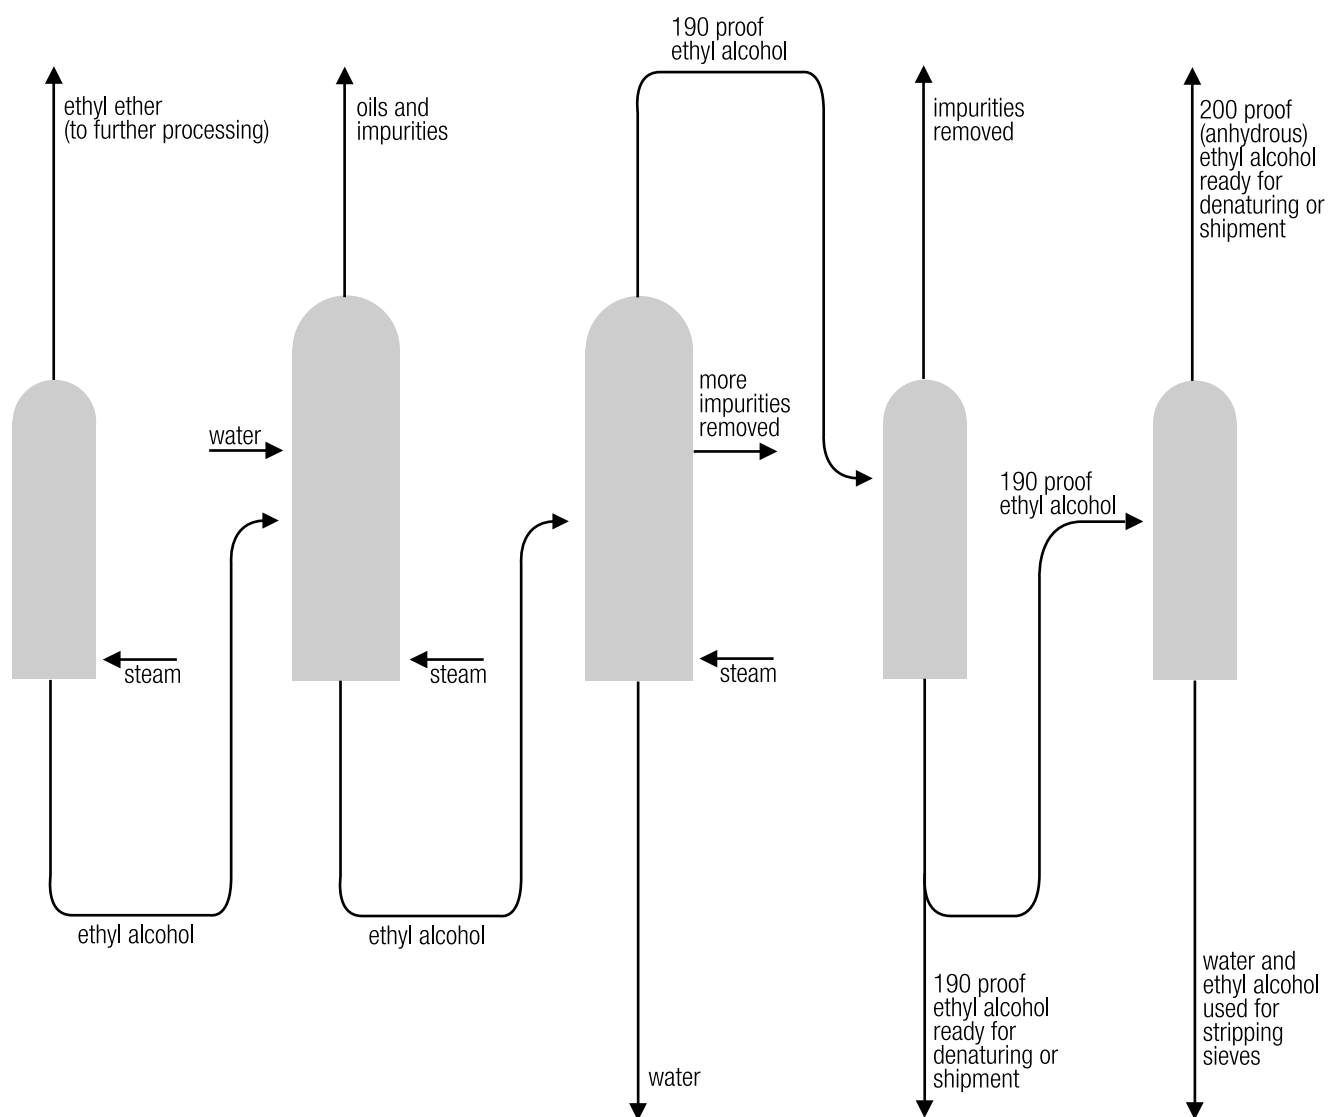 190 proof
ethyl alcohol
ethyl ether
(to further processing)
oils and
impurities
impurities
removed
200 proof
(anhydrous)
ethyl alcohol
ready for
denaturing or
shipment
more
impurities
removed
water
190 proof
ethyl alcohol
steam
steam
steam
ethyl alcohol
ethyl alcohol
water
190 proof
ethyl alcohol
ready for
denaturing or
shipment
water and
ethyl alcohol
used for
stripping
sieves